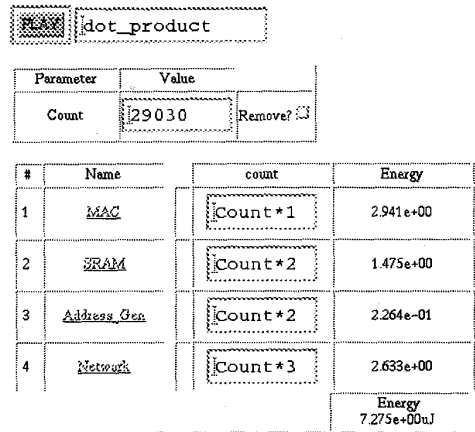 PLAY dot_product
Parameter Value
Count 29030 Remove?
# Name count Energy
1 MAC Count*1 2.941e+00
2 SRAM Count*2 1.475e+00
3 Address_Gen Count*2 2.264e-01
4 Network Count*3 2.633e+00
Energy
7.275e+00uJ